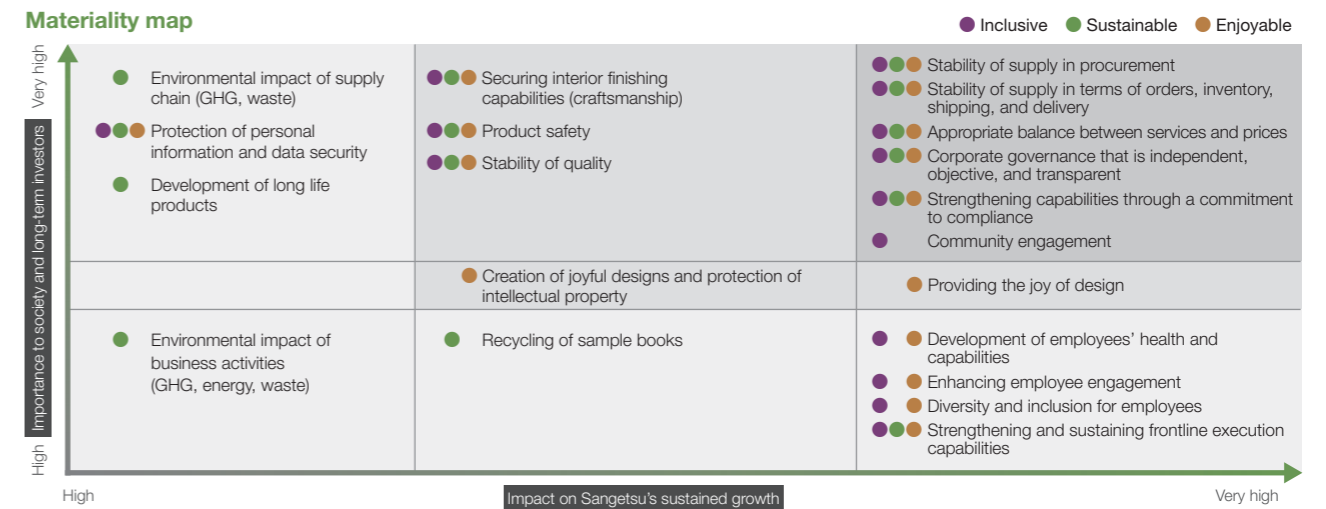 Materiality map
Inclusive
Sustainable
Enjoyable
Very high
Importance to society and long-term investors
High
Environmental impact of supply
chain (GHG, waste)
Protection of personal
information and data security
Development of long life
products
Securing interior finishing
capabilities (craftsmanship)
Product safety
Stability of quality
Stability of supply in procurement
Stability of supply in terms of orders, inventory,
shipping, and delivery
Appropriate balance between services and prices
Corporate governance that is independent,
objective, and transparent
Strengthening capabilities through a commitment
to compliance
Community engagement
Creation of joyful designs and protection of
intellectual property
Providing the joy of design
Environmental impact of
business activities
(GHG, energy, waste)
Recycling of sample books
Development of employees’ health and
capabilities
Enhancing employee engagement
Diversity and inclusion for employees
Strengthening and sustaining frontline execution
capabilities
High
Impact on Sangetsu’s sustained growth
Very high